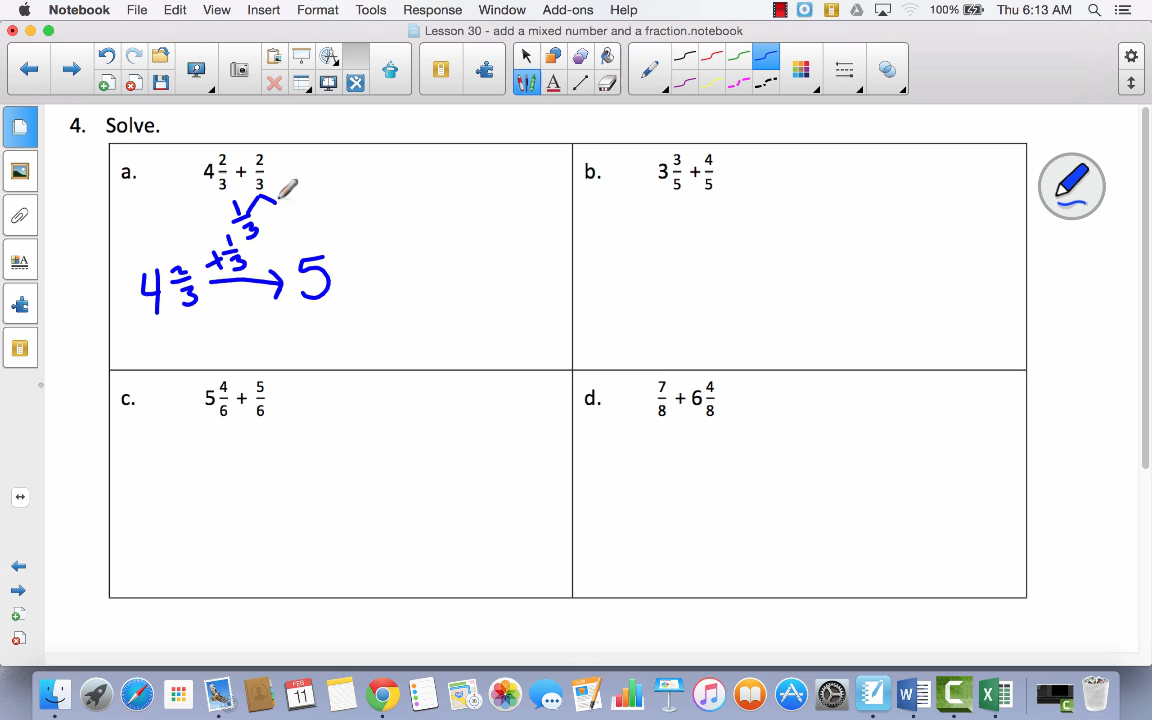 Notebook File Edit View Insert Format Tools Response Window Add-ons Help 100% Thu 6:13 AM
Lesson 30 - add a mixed number and a fraction.notebook
4. Solve.
a. 4 2/3 + 2/3
b. 3 3/5 + 4/5
1/3
+1/3
4 2/3 → 5
c. 5 4/6 + 5/6
d. 7/8 + 6 4/8
FEB
11